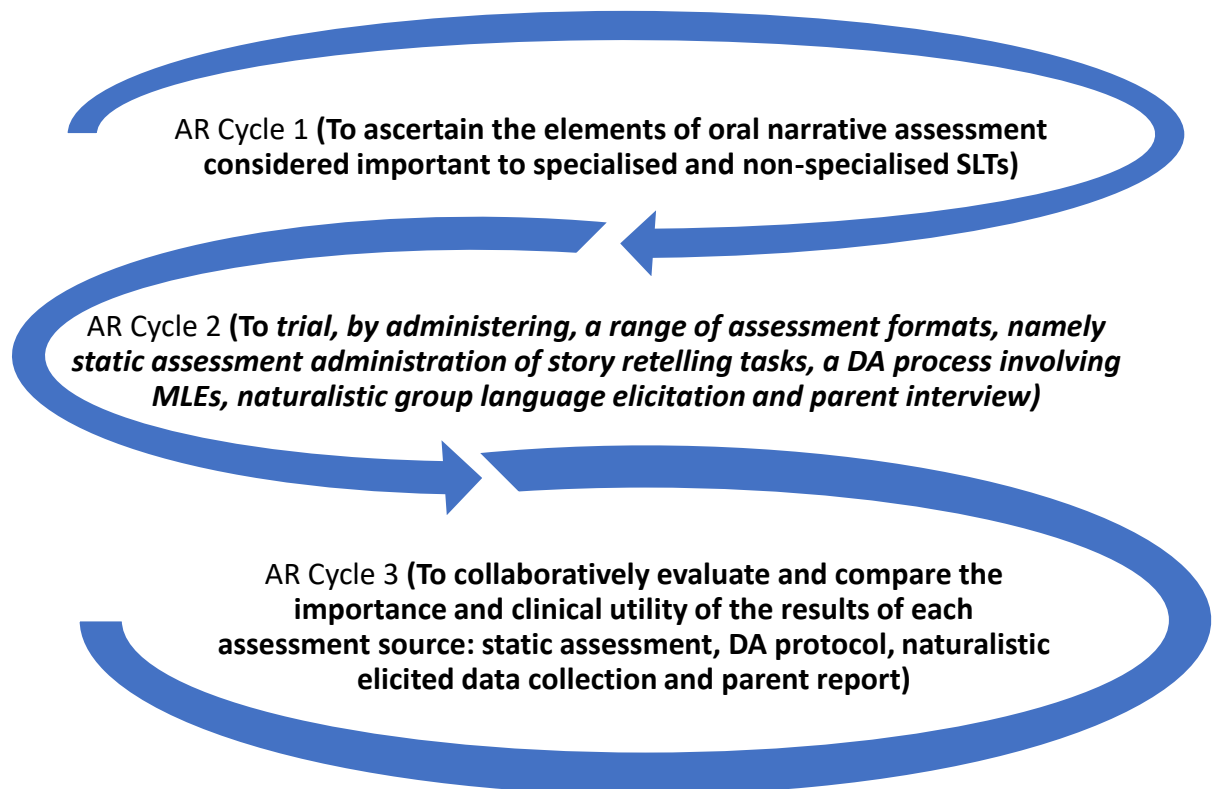 AR Cycle 1 (To ascertain the elements of oral narrative assessment
considered important to specialised and non-specialised SLTs)
AR Cycle 2 (To trial, by administering, a range of assessment formats, namely
static assessment administration of story retelling tasks, a DA process involving
MLEs, naturalistic group language elicitation and parent interview)
AR Cycle 3 (To collaboratively evaluate and compare the
importance and clinical utility of the results of each
assessment source: static assessment, DA protocol, naturalistic
elicited data collection and parent report)